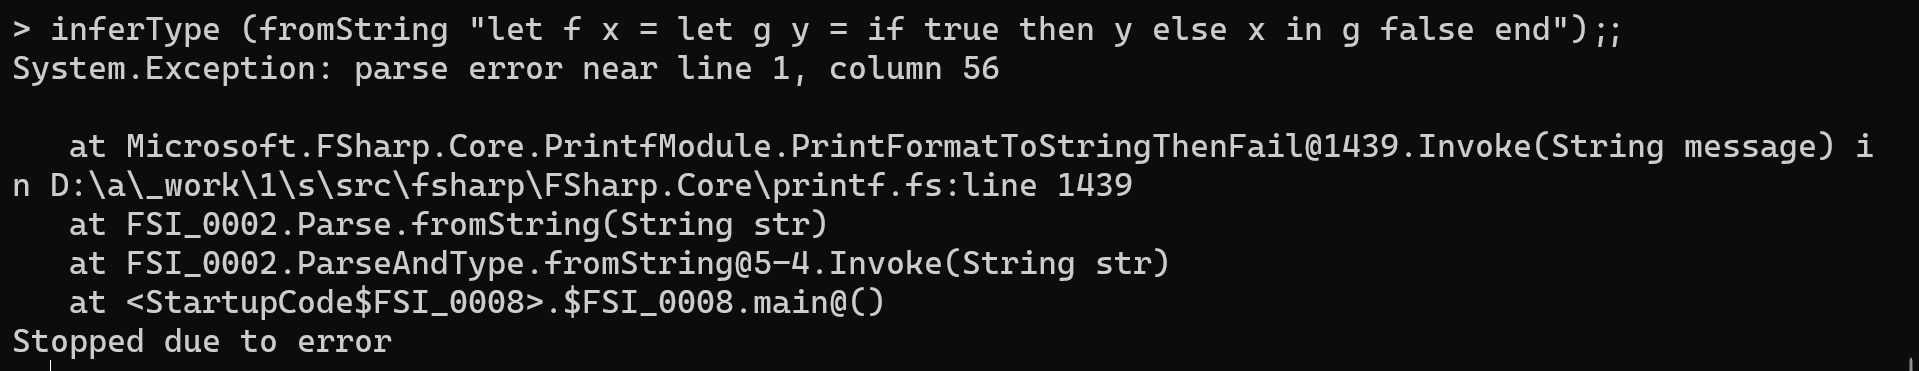 > inferType (fromString "let f x = let g y = if true then y else x in g false end");;
System.Exception: parse error near line 1, column 56

   at Microsoft.FSharp.Core.PrintfModule.PrintFormatToStringThenFail@1439.Invoke(String message) i
n D:\a\_work\1\s\src\fsharp\FSharp.Core\printf.fs:line 1439
   at FSI_0002.Parse.fromString(String str)
   at FSI_0002.ParseAndType.fromString@5-4.Invoke(String str)
   at <StartupCode$FSI_0008>.$FSI_0008.main@()
Stopped due to error